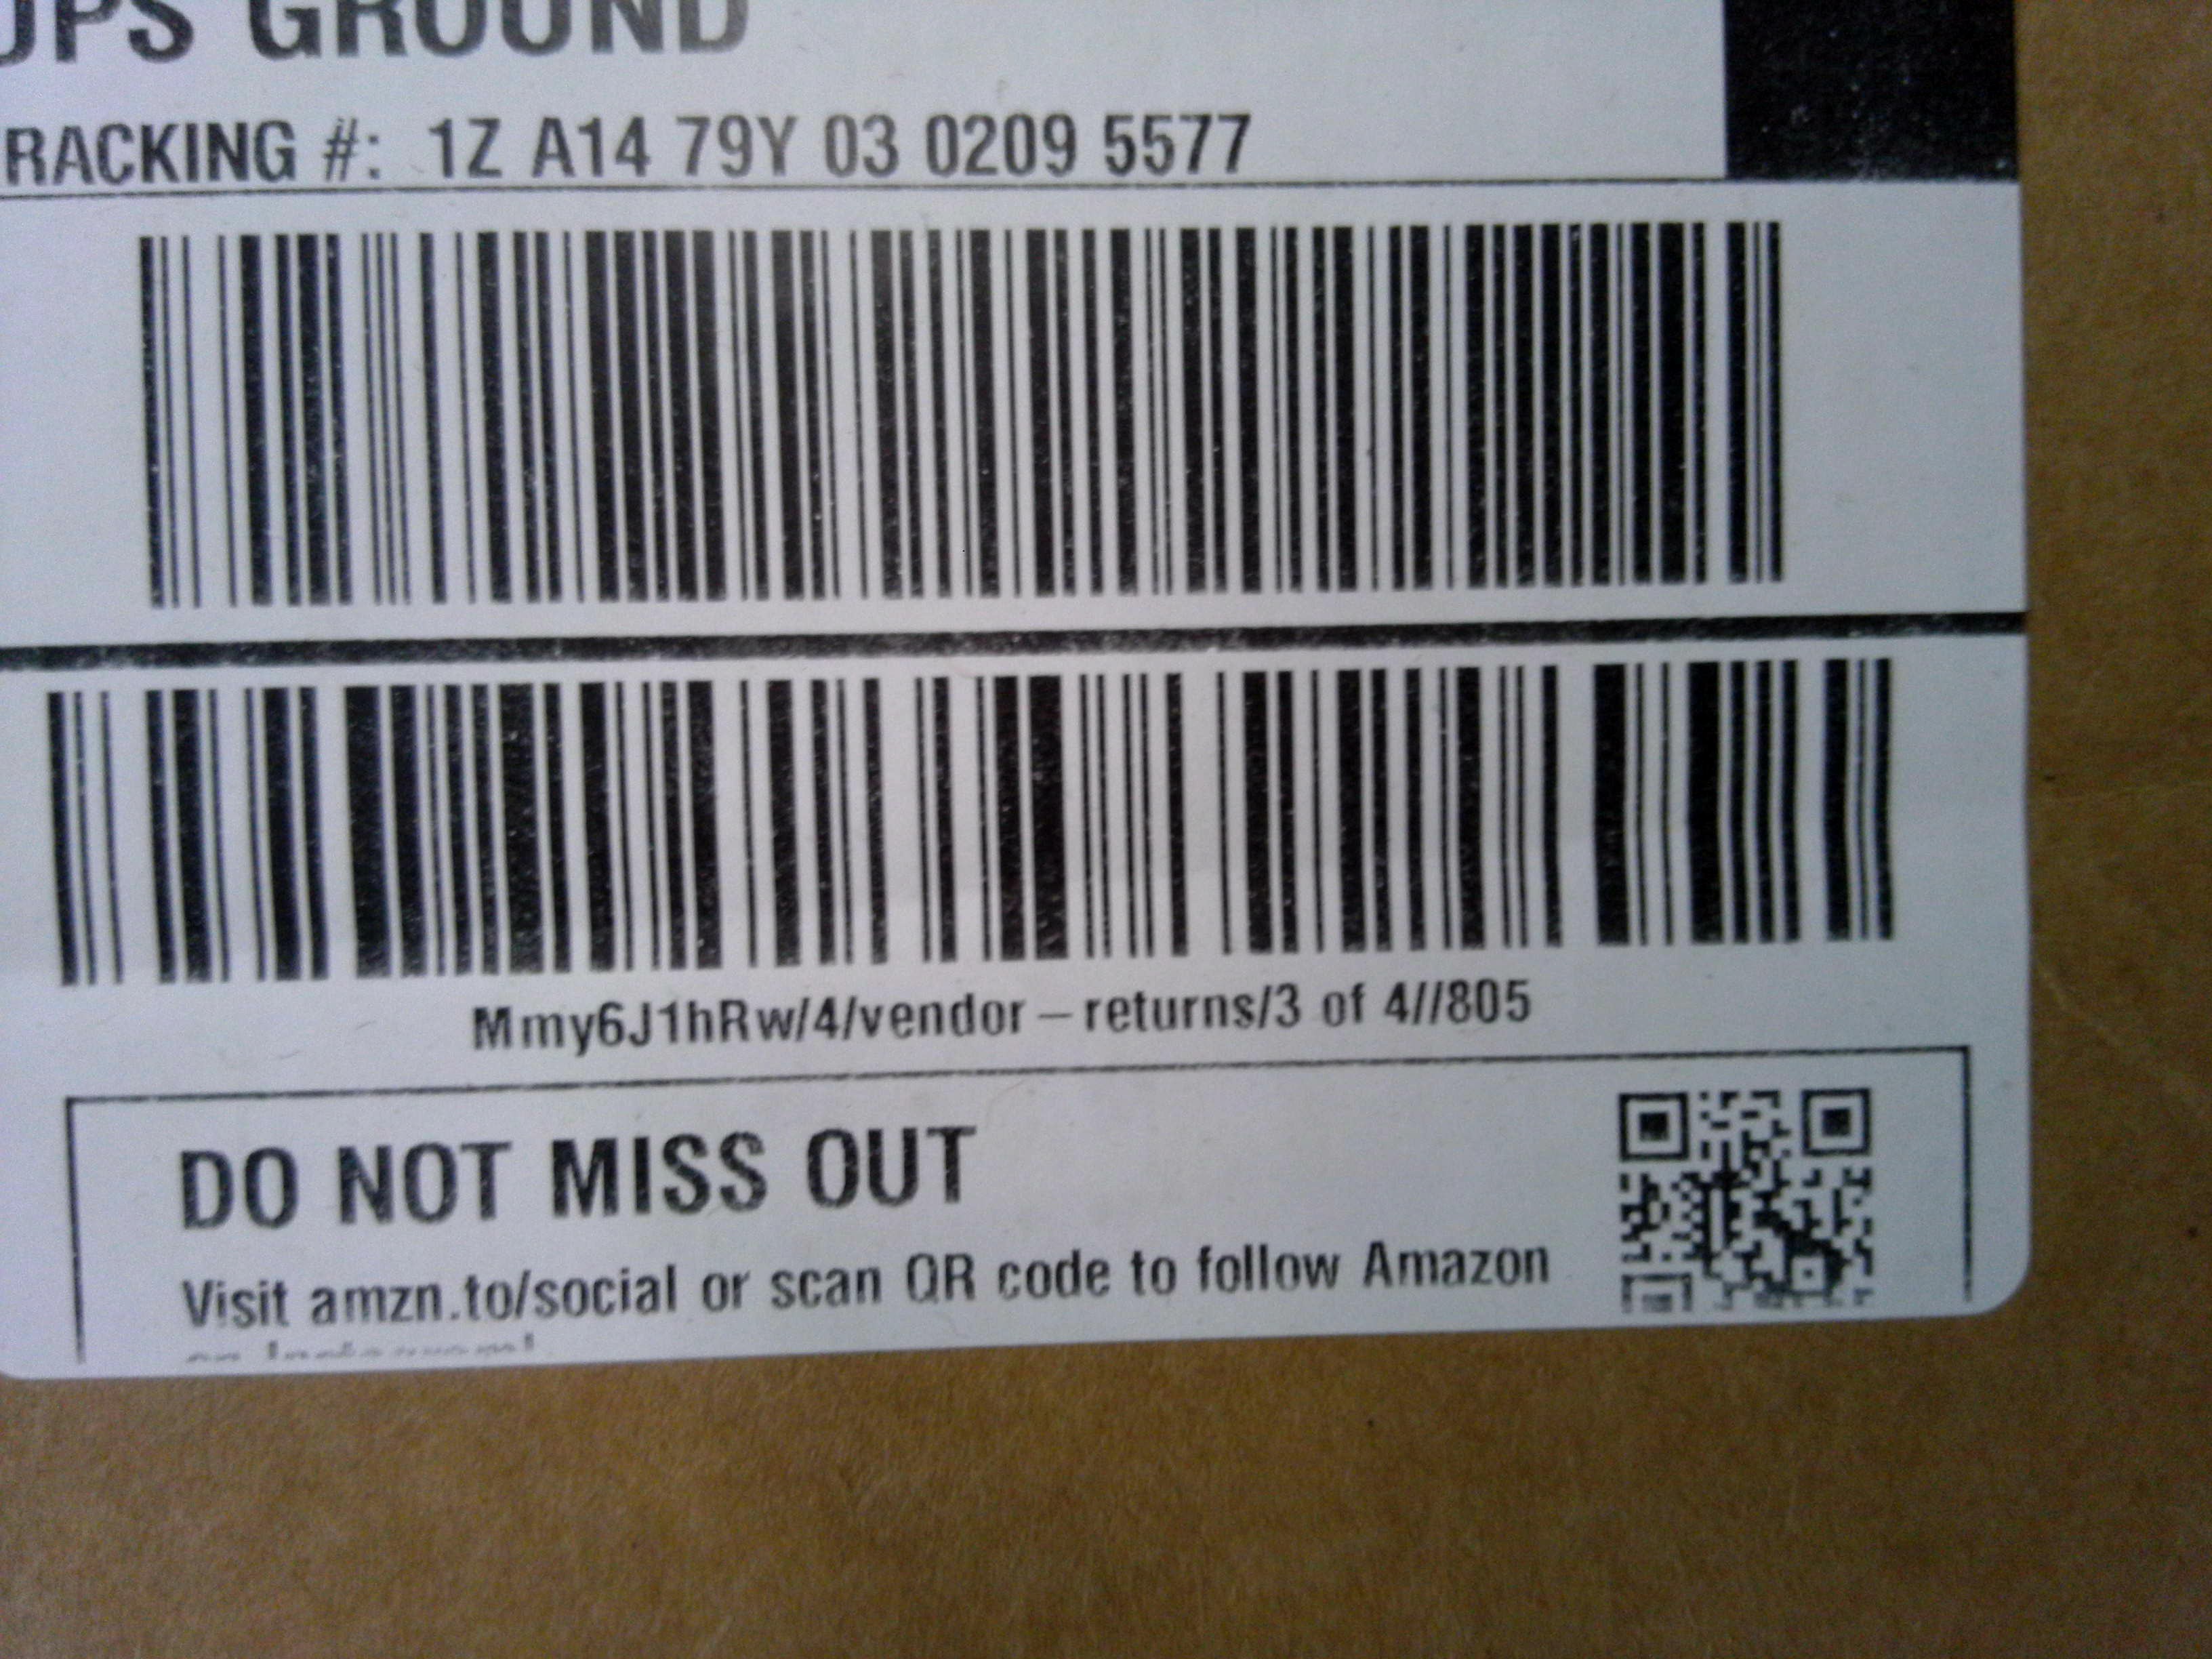 UPS GROUND
RACKING #: 1Z A14 79Y 03 0209 5577
Mmy6J1hRw/4/vendor – returns/3 of 4//805
DO NOT MISS OUT
Visit amzn.to/social or scan QR code to follow Amazon